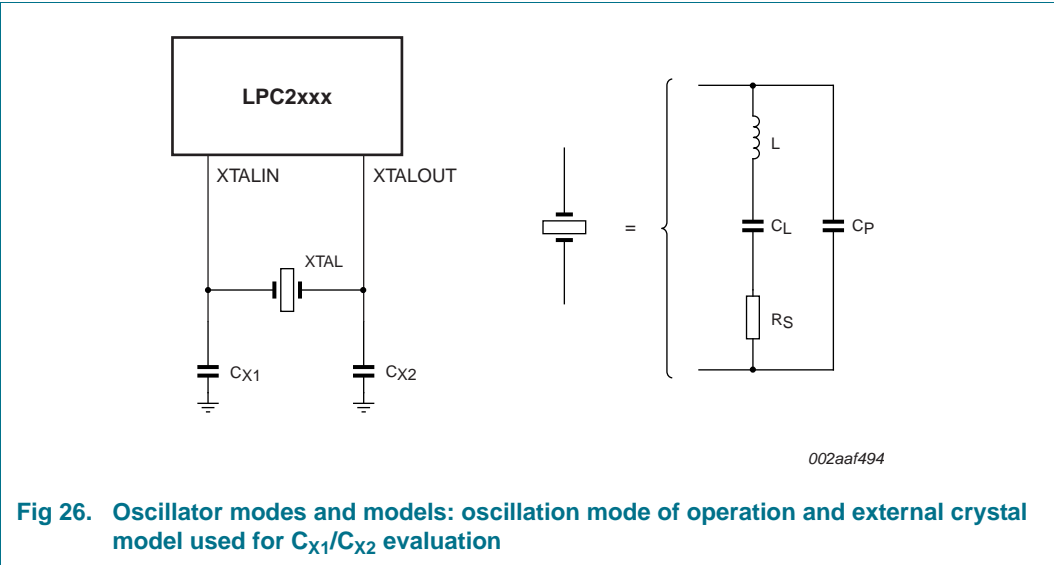 LPC2xxx
XTALIN XTALOUT
XTAL
CX1 CX2
=
L
CL CP
RS
002aaf494
Fig 26. Oscillator modes and models: oscillation mode of operation and external crystal
model used for CX1/CX2 evaluation